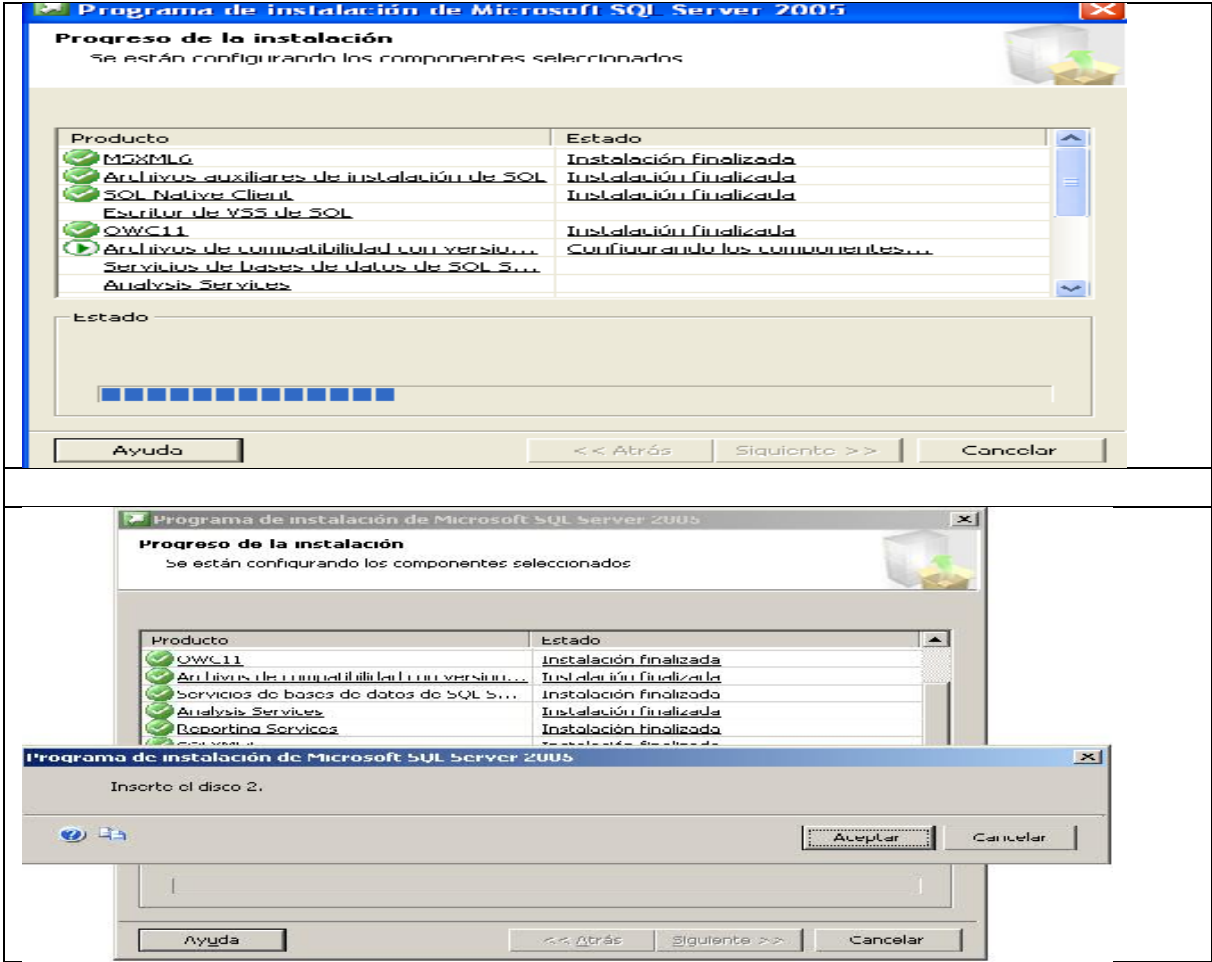 Programa de instalación de Microsoft SQL Server 2005
Progreso de la instalación
Se están configurando los componentes seleccionados
Producto Estado
MSXML6 Instalación finalizada
Archivos auxiliares de instalación de SQL Instalación finalizada
SQL Native Client Instalación finalizada
Escritor de VSS de SQL
OWC11 Instalación finalizada
Archivos de compatibilidad con versio... Configurando los componentes...
Servicios de bases de datos de SQL S...
Analysis Services
Estado
Ayuda << Atrás Siguiente >> Cancelar
Programa de instalación de Microsoft SQL Server 2005
Progreso de la instalación
Se están configurando los componentes seleccionados
Producto Estado
OWC11 Instalación finalizada
Archivos de compatibilidad con version... Instalación finalizada
Servicios de bases de datos de SQL S... Instalación finalizada
Analysis Services Instalación finalizada
Reporting Services Instalación finalizada
Programa de instalación de Microsoft SQL Server 2005
Inserte el disco 2.
Aceptar Cancelar
Ayuda << Atrás Siguiente >> Cancelar